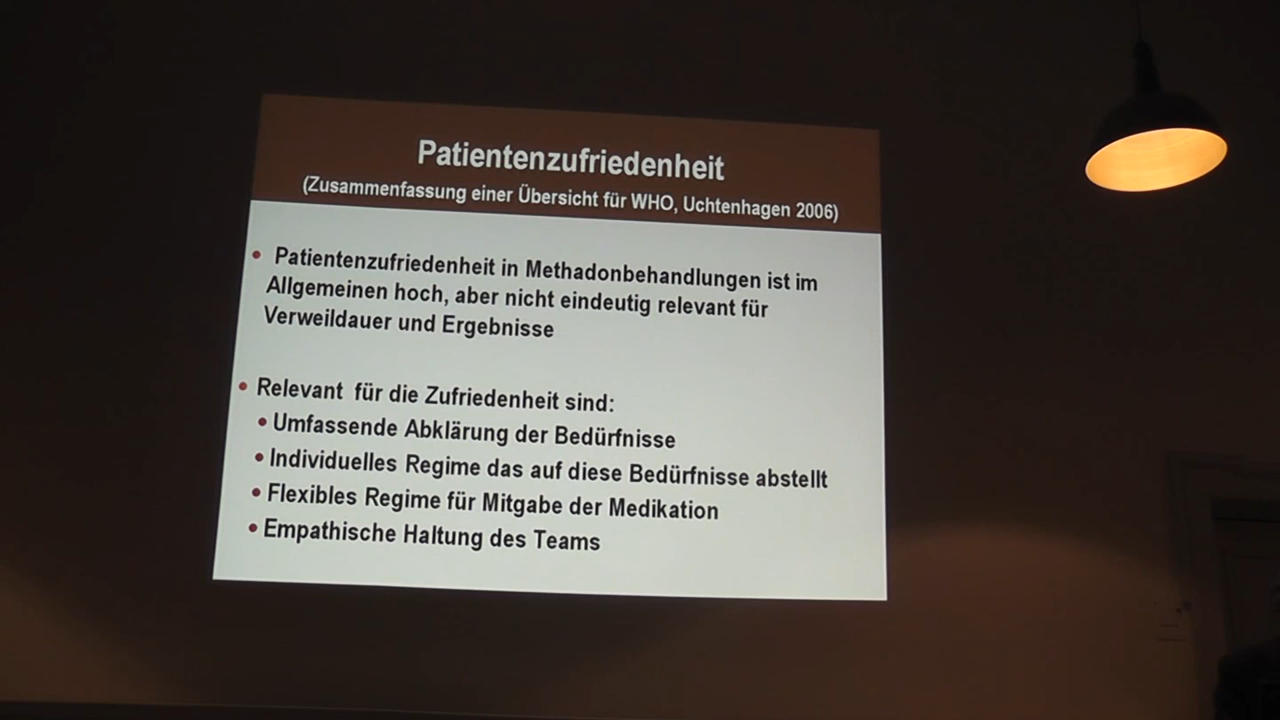 Patientenzufriedenheit
(Zusammenfassung einer Übersicht für WHO, Uchtenhagen 2006)
• Patientenzufriedenheit in Methadonbehandlungen ist im
Allgemeinen hoch, aber nicht eindeutig relevant für
Verweildauer und Ergebnisse
• Relevant für die Zufriedenheit sind:
• Umfassende Abklärung der Bedürfnisse
• Individuelles Regime das auf diese Bedürfnisse abstellt
• Flexibles Regime für Mitgabe der Medikation
• Empathische Haltung des Teams